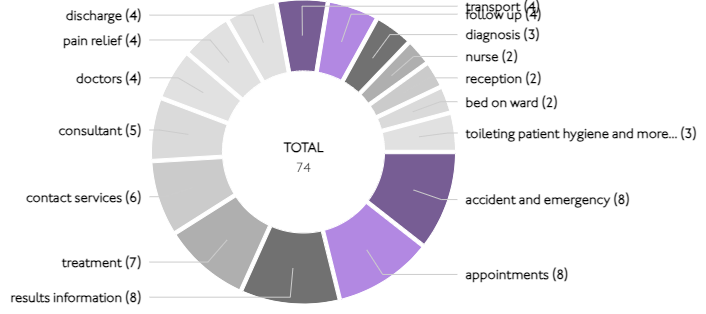 transport (4)
follow up (4)
diagnosis (3)
nurse (2)
reception (2)
bed on ward (2)
toileting patient hygiene and more... (3)
accident and emergency (8)
appointments (8)
results information (8)
treatment (7)
contact services (6)
consultant (5)
doctors (4)
pain relief (4)
discharge (4)
TOTAL
74